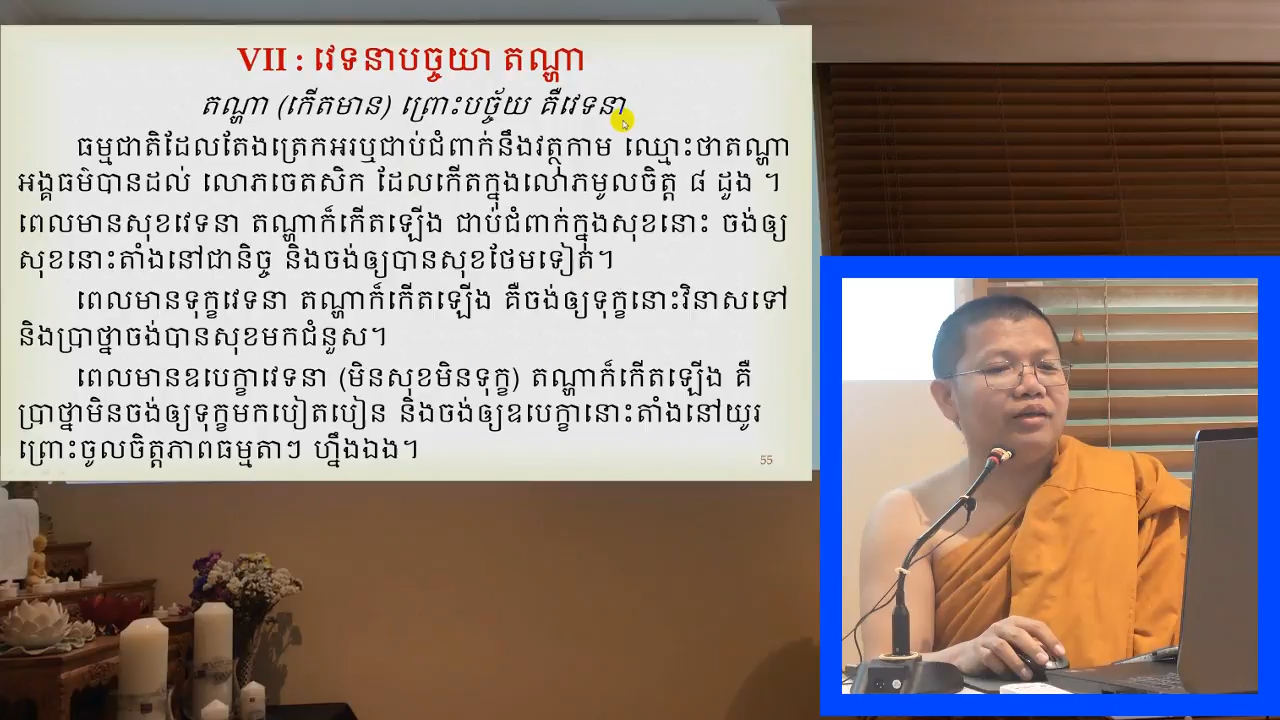 VII : វេទនាបច្ចយា តណ្ហា
តណ្ហា (កើតមាន) ព្រោះបច្ច័យ គឺវេទនា
ធម្មជាតិដែលតែងត្រេកអរឬជាប់ជំពាក់នឹងវត្ថុកាម ឈ្មោះថាតណ្ហា
អង្គធម៌បានដល់ លោភចេតសិក ដែលកើតក្នុងលោភមូលចិត្ត ៨ ដួង ។
ពេលមានសុខវេទនា តណ្ហាក៏កើតឡើង ជាប់ជំពាក់ក្នុងសុខនោះ ចង់ឲ្យ
សុខនោះតាំងនៅជានិច្ច និងចង់ឲ្យបានសុខថែមទៀត។
ពេលមានទុក្ខវេទនា តណ្ហាក៏កើតឡើង គឺចង់ឲ្យទុក្ខនោះវិនាសទៅ
និងប្រាថ្នាចង់បានសុខមកជំនួស។
ពេលមានឧបេក្ខាវេទនា (មិនសុខមិនទុក្ខ) តណ្ហាក៏កើតឡើង គឺ
ប្រាថ្នាមិនចង់ឲ្យទុក្ខមកបៀតបៀន និងចង់ឲ្យឧបេក្ខានោះតាំងនៅយូរ
ព្រោះចូលចិត្តភាពធម្មតាៗ ហ្នឹងឯង។
55